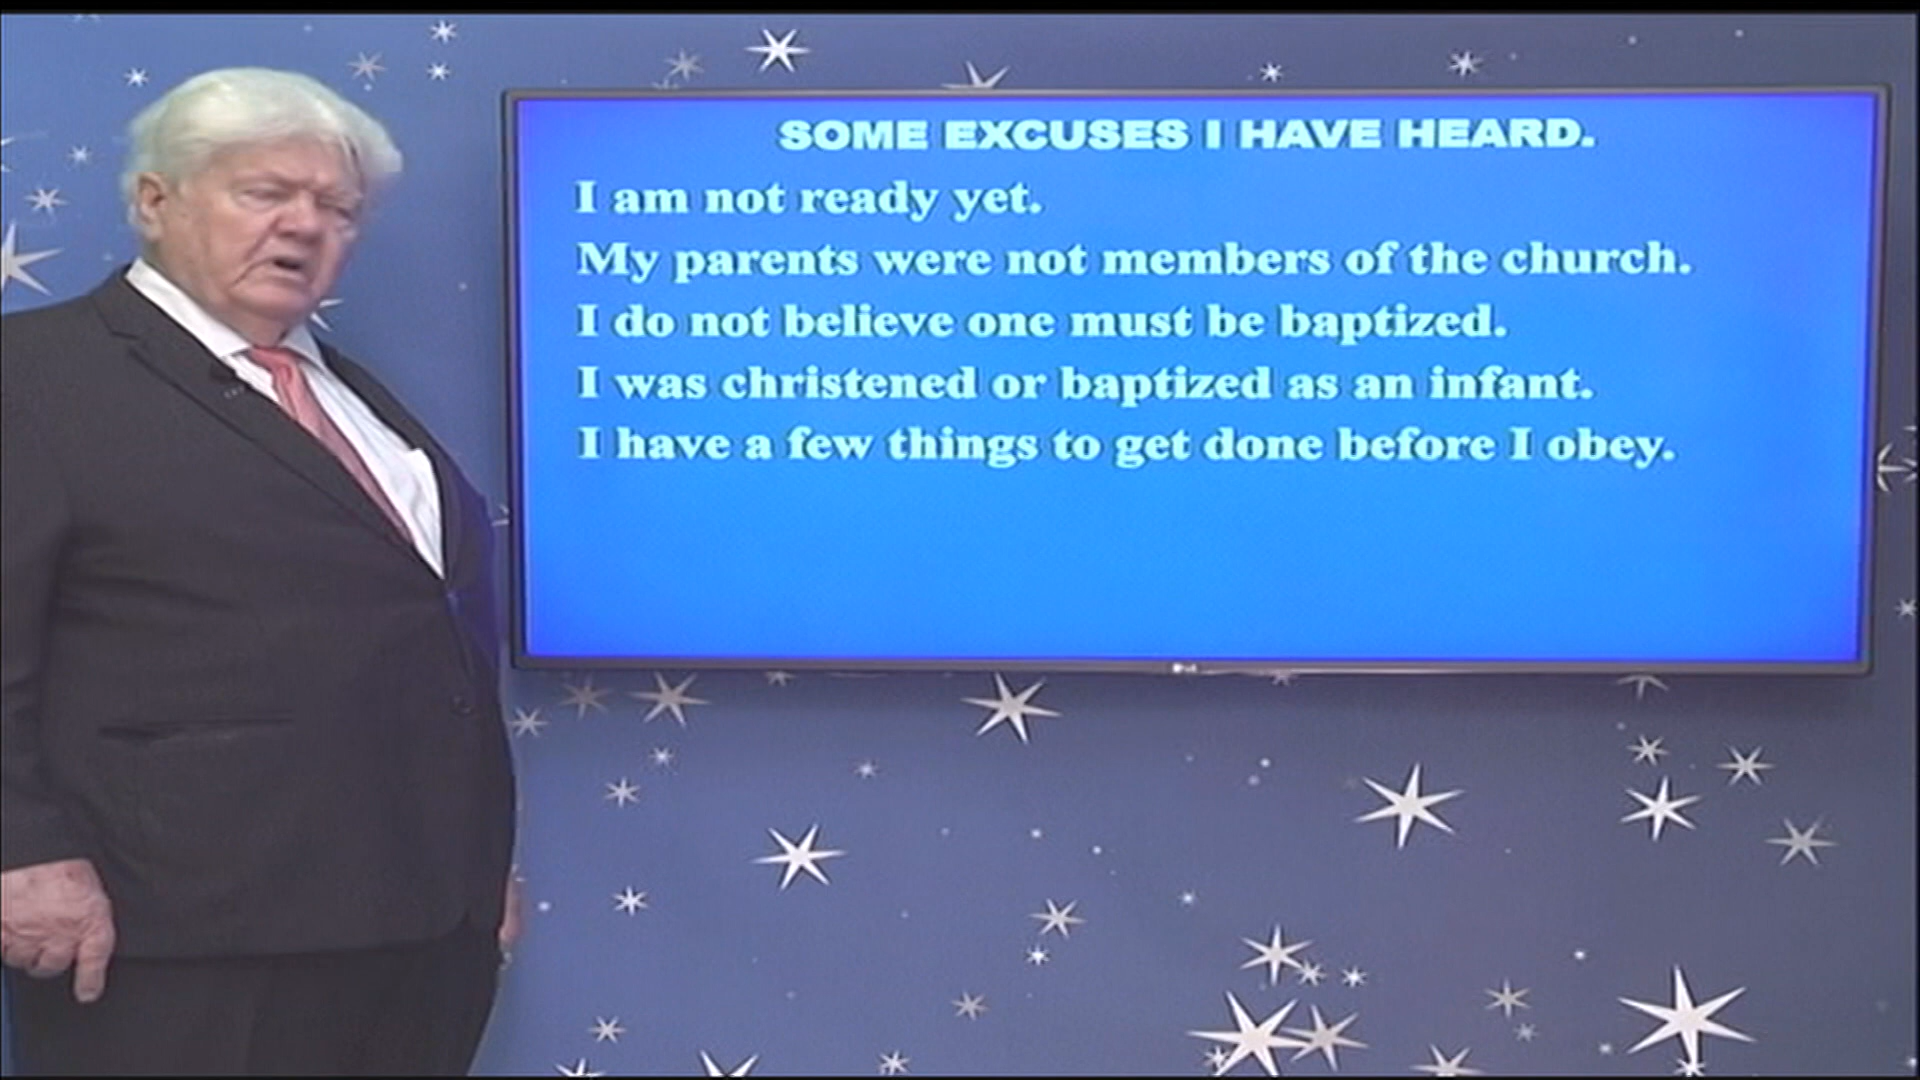 SOME EXCUSES I HAVE HEARD.
I am not ready yet.
My parents were not members of the church.
I do not believe one must be baptized.
I was christened or baptized as an infant.
I have a few things to get done before I obey.